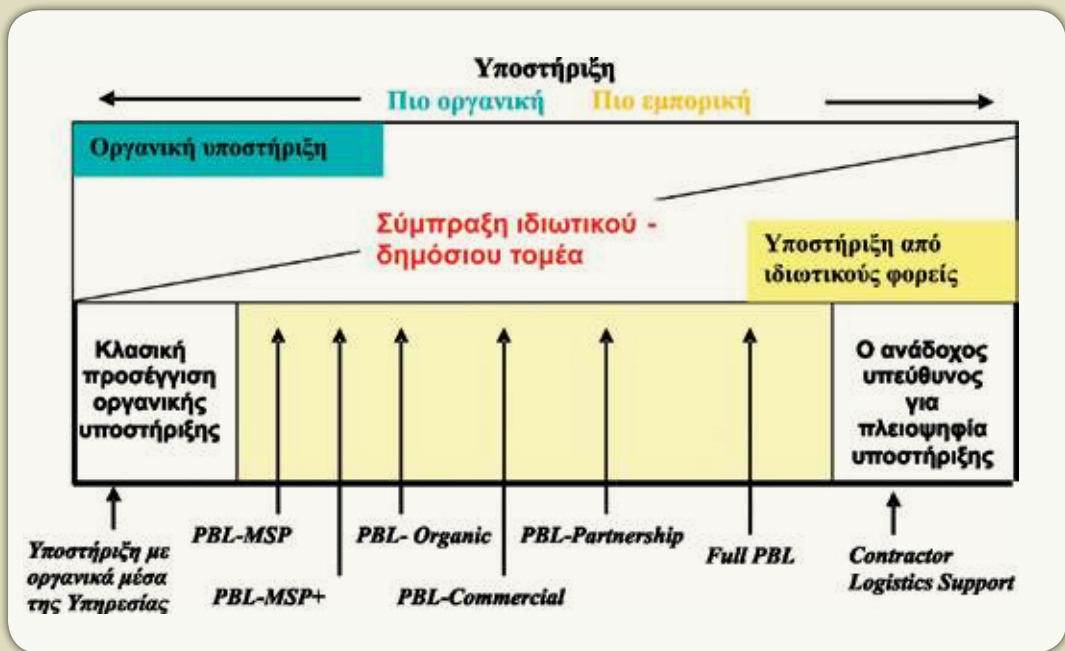 Υποστήριξη
Πιο οργανική Πιο εμπορική
Οργανική υποστήριξη
Σύμπραξη ιδιωτικού -
δημόσιου τομέα
Υποστήριξη από
ιδιωτικούς φορείς
Κλασική
προσέγγιση
οργανικής
υποστήριξης
Ο ανάδοχος
υπεύθυνος
για
πλειοψηφία
υποστήριξης
Υποστήριξη με
οργανικά μέσα
της Υπηρεσίας
PBL-MSP
PBL-MSP+
PBL- Organic
PBL-Commercial
PBL-Partnership
Full PBL
Contractor
Logistics Support